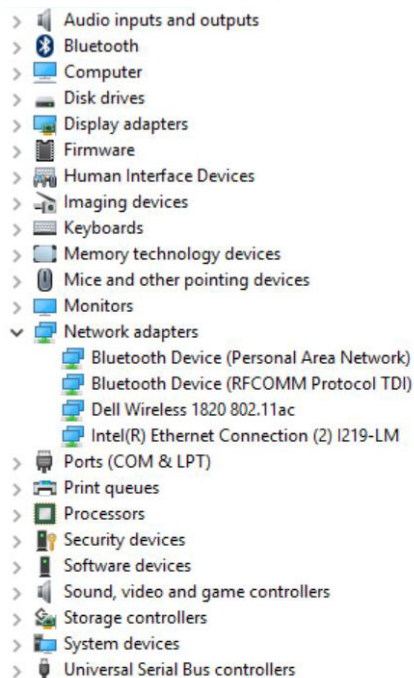 Audio inputs and outputs
Bluetooth
Computer
Disk drives
Display adapters
Firmware
Human Interface Devices
Imaging devices
Keyboards
Memory technology devices
Mice and other pointing devices
Monitors
Network adapters
Bluetooth Device (Personal Area Network)
Bluetooth Device (RFCOMM Protocol TDI)
Dell Wireless 1820 802.11ac
Intel(R) Ethernet Connection (2) I219-LM
Ports (COM & LPT)
Print queues
Processors
Security devices
Software devices
Sound, video and game controllers
Storage controllers
System devices
Universal Serial Bus controllers